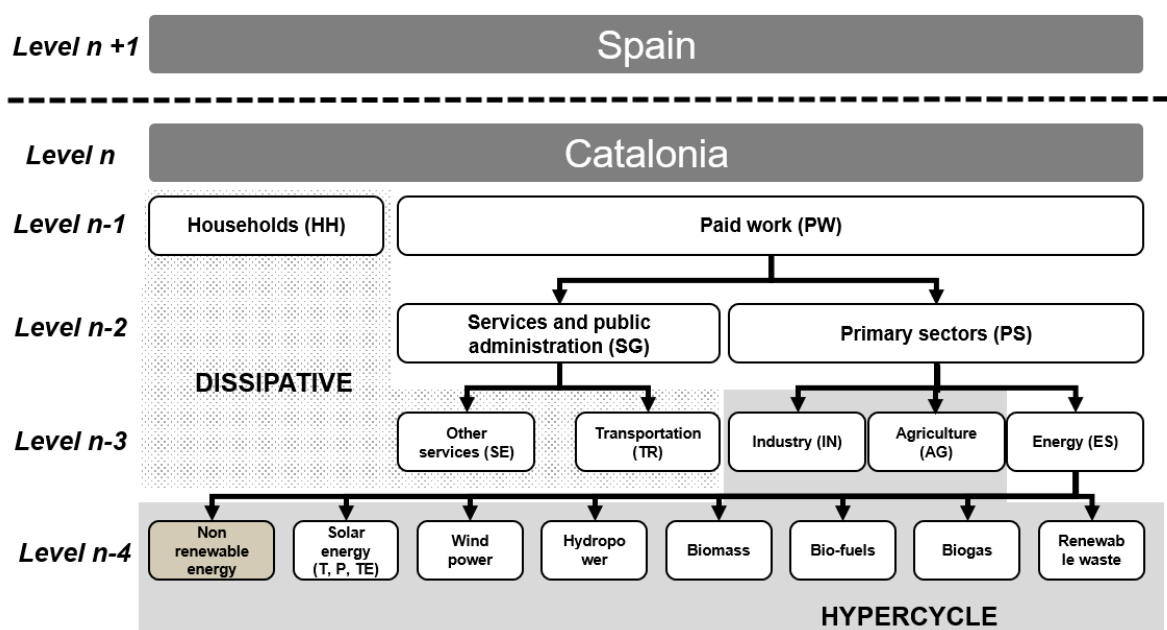 Level n +1
Spain
Level n
Catalonia
Level n-1
Households (HH)
Paid work (PW)
Level n-2
Services and public
administration (SG)
Primary sectors (PS)
DISSIPATIVE
Level n-3
Other
services (SE)
Transportation
(TR)
Industry (IN)
Agriculture
(AG)
Energy (ES)
Level n-4
Non
renewable
energy
Solar
energy
(T, P, TE)
Wind
power
Hydropo
wer
Biomass
Bio-fuels
Biogas
Renewab
le waste
HYPERCYCLE